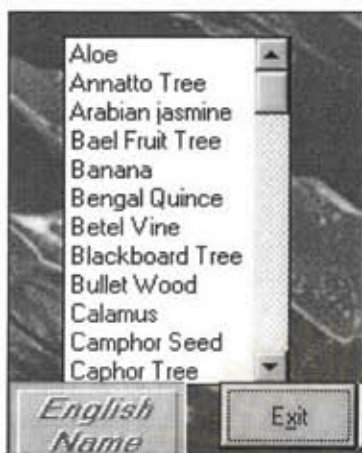 Aloe
Annatto Tree
Arabian jasmine
Bael Fruit Tree
Banana
Bengal Quince
Betel Vine
Blackboard Tree
Bullet Wood
Calamus
Camphor Seed
Caphor Tree
English
Name
Exit